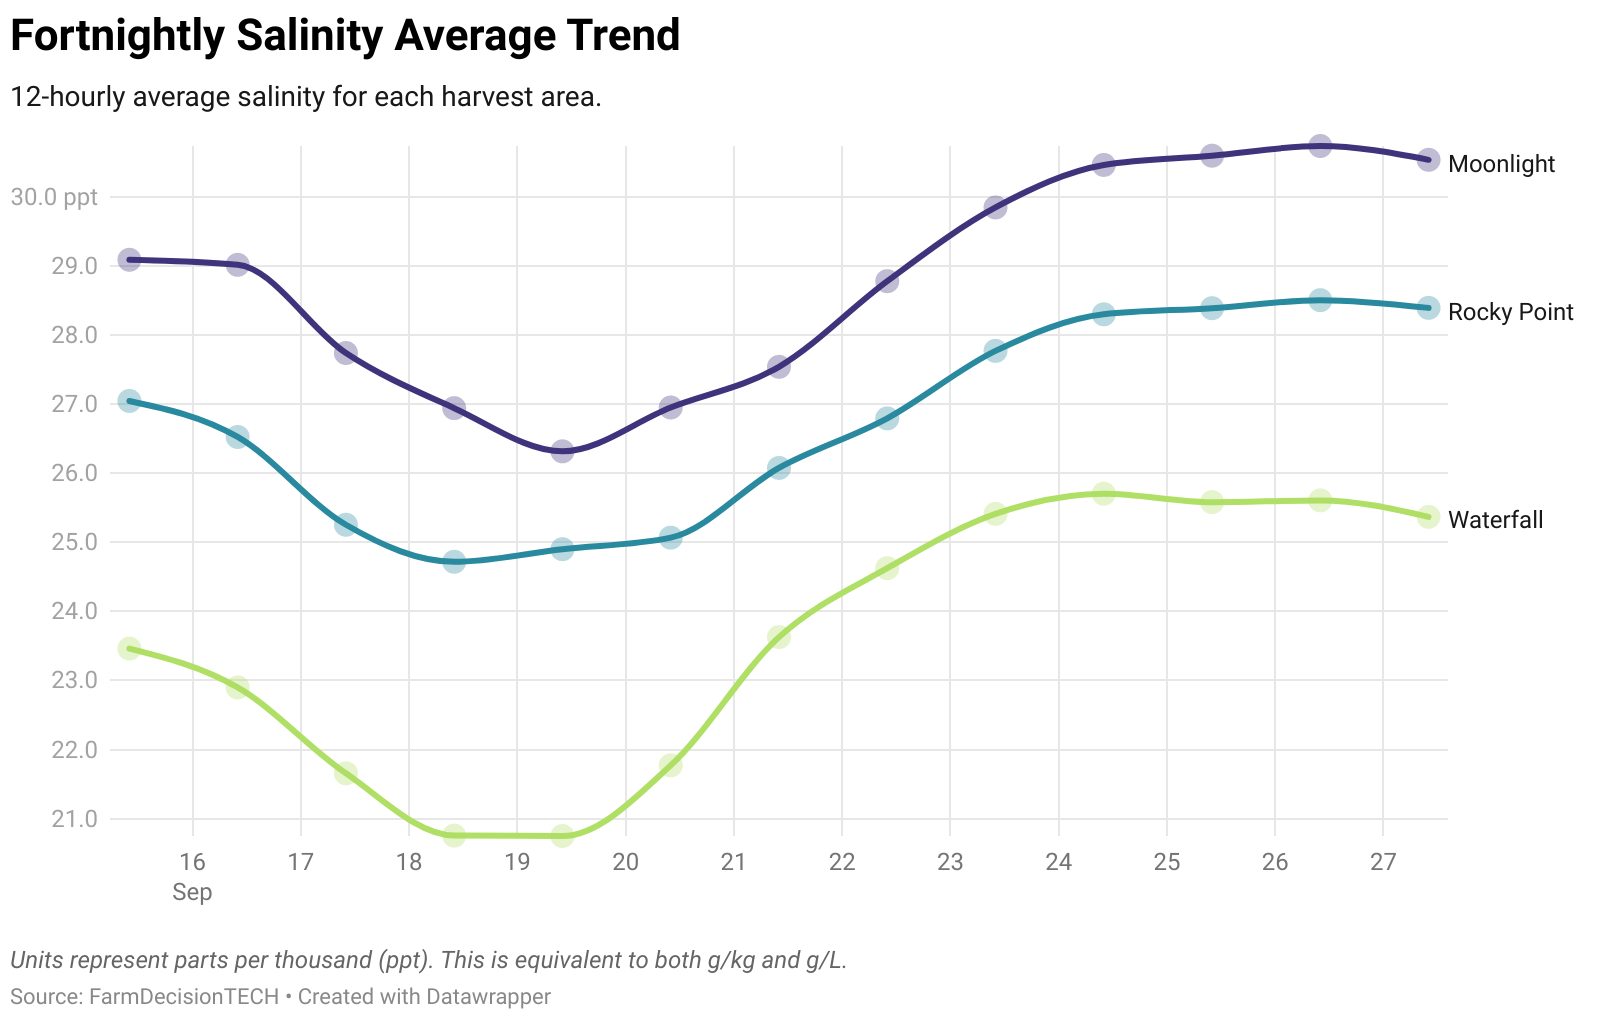 Fortnightly Salinity Average Trend
12-hourly average salinity for each harvest area.
30.0 ppt
29.0
28.0
27.0
26.0
25.0
24.0
23.0
22.0
21.0
Moonlight
Rocky Point
Waterfall
16 17 18 19 20 21 22 23 24 25 26 27
Sep
Units represent parts per thousand (ppt). This is equivalent to both g/kg and g/L.
Source: FarmDecisionTECH • Created with Datawrapper